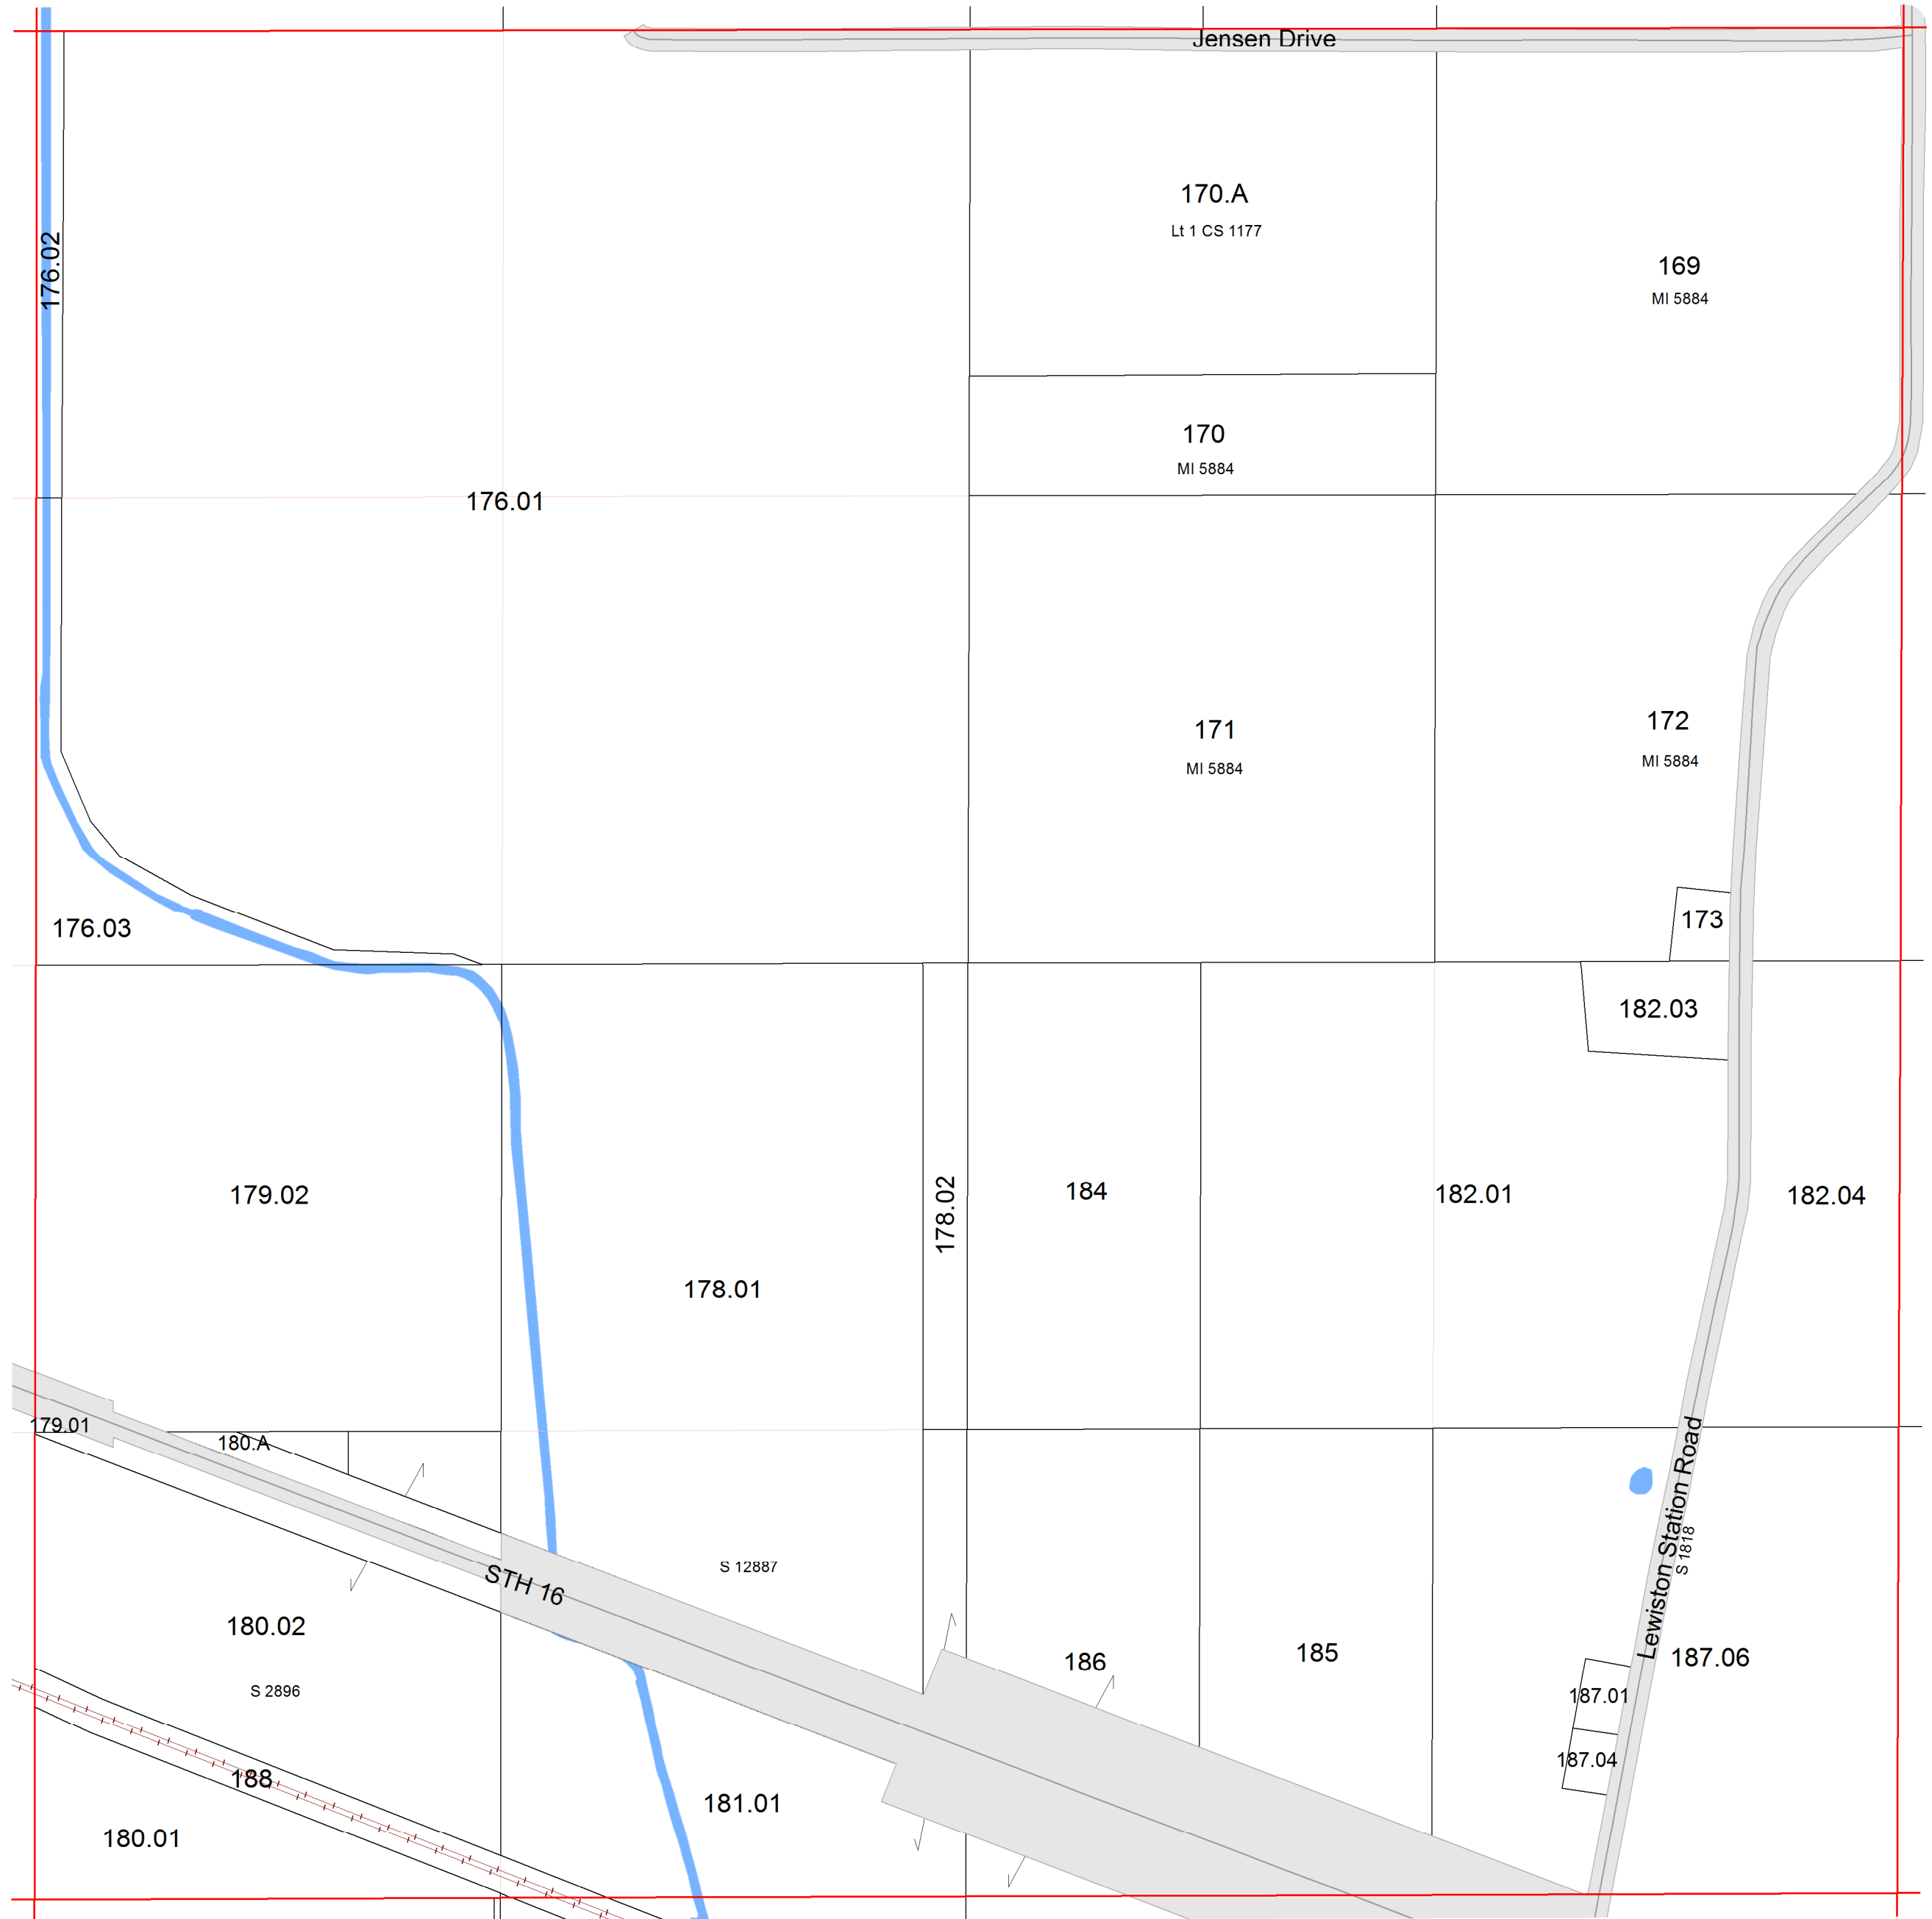 Jensen Drive
170.A
Lt 1 CS 1177
176.02
169
MI 5884
170
MI 5884
176.01
171
MI 5884
172
MI 5884
176.03
173
182.03
179.02
178.02
184
182.01
182.04
178.01
179.01
180.A
Lewiston Station Road
S 1818
S 12887
STH 16
180.02
186
185
187.06
S 2896
187.01
187.04
188
181.01
180.01